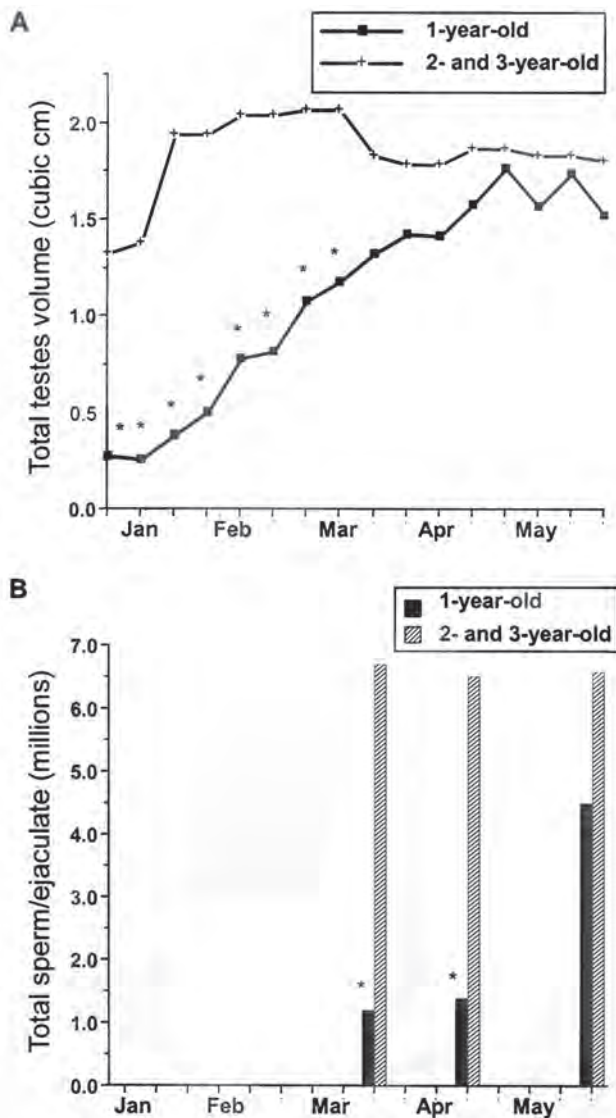 A
1-year-old
2- and 3-year-old
Total testes volume (cubic cm)
2.0
1.5
1.0
0.5
0.0
* * * * * * * *
Jan Feb Mar Apr May
B
1-year-old
2- and 3-year-old
Total sperm/ejaculate (millions)
7.0
6.0
5.0
4.0
3.0
2.0
1.0
0.0
* *
Jan Feb Mar Apr May